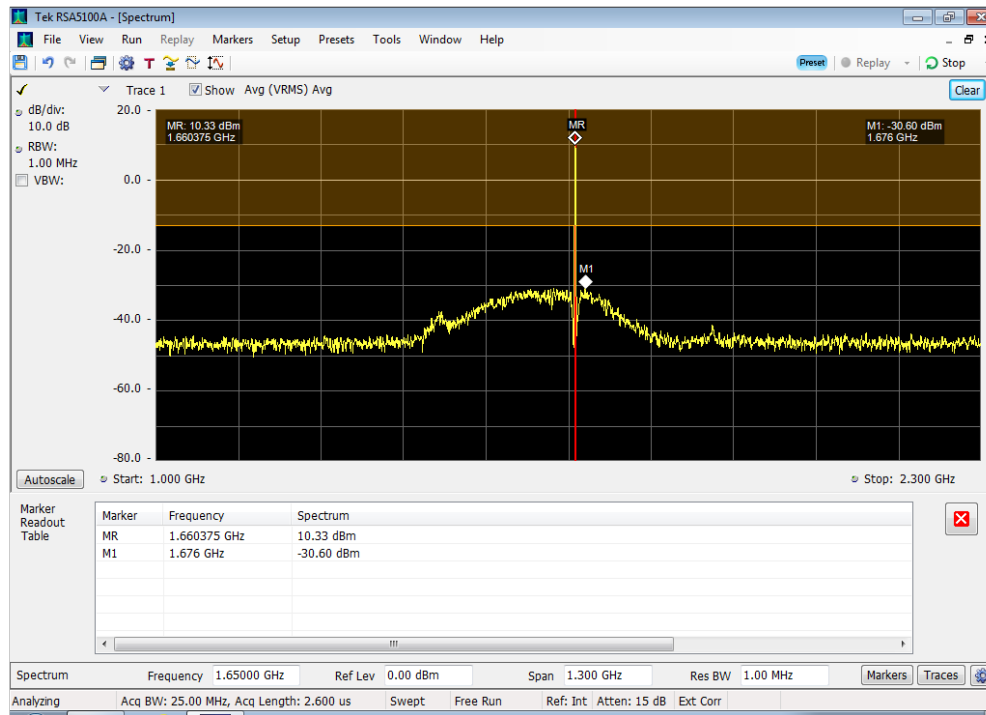 Tek RSA5100A - [Spectrum]
File View Run Replay Markers Setup Presets Tools Window Help
T Preset Replay Stop
Trace 1 Show Avg (VRMS) Avg Clear
dB/div:
10.0 dB
RBW:
1.00 MHz
VBW:
20.0
0.0
-20.0
-40.0
-60.0
-80.0
MR: 10.33 dBm
1.660375 GHz
MR
M1: -30.60 dBm
1.676 GHz
M1
Autoscale Start: 1.000 GHz Stop: 2.300 GHz
Marker
Readout
Table
Marker Frequency Spectrum
MR 1.660375 GHz 10.33 dBm
M1 1.676 GHz -30.60 dBm
Spectrum Frequency 1.65000 GHz Ref Lev 0.00 dBm Span 1.300 GHz Res BW 1.00 MHz Markers Traces
Analyzing Acq BW: 25.00 MHz, Acq Length: 2.600 us Swept Free Run Ref: Int Atten: 15 dB Ext Corr